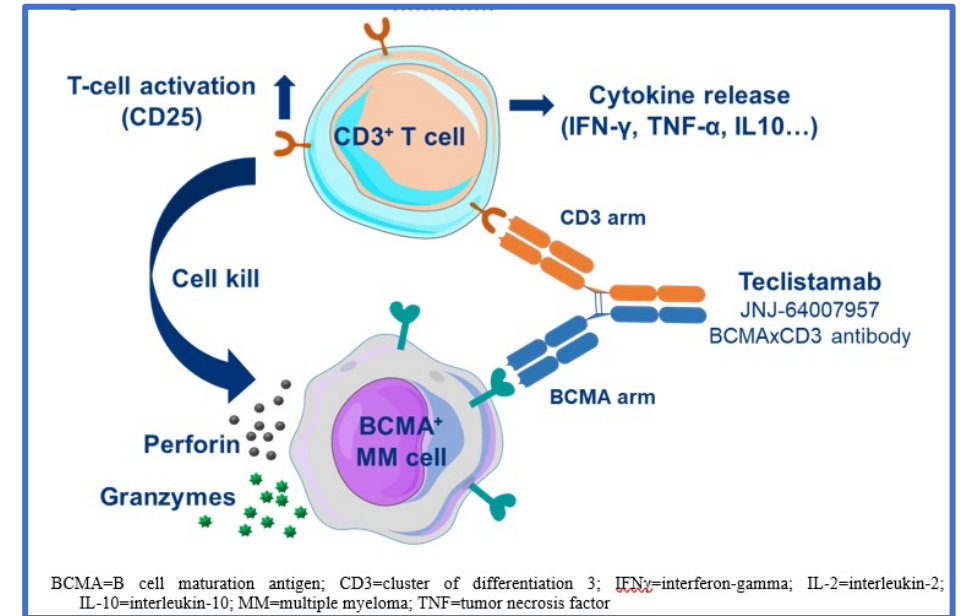 T-cell activation
(CD25)
CD3⁺ T cell
Cytokine release
(IFN-γ, TNF-α, IL10…)
CD3 arm
Cell kill
Teclistamab
JNJ-64007957
BCMAxCD3 antibody
BCMA arm
BCMA⁺
MM cell
Perforin
Granzymes
BCMA=B cell maturation antigen; CD3=cluster of differentiation 3; IFNγ=interferon-gamma; IL-2=interleukin-2;
IL-10=interleukin-10; MM=multiple myeloma; TNF=tumor necrosis factor